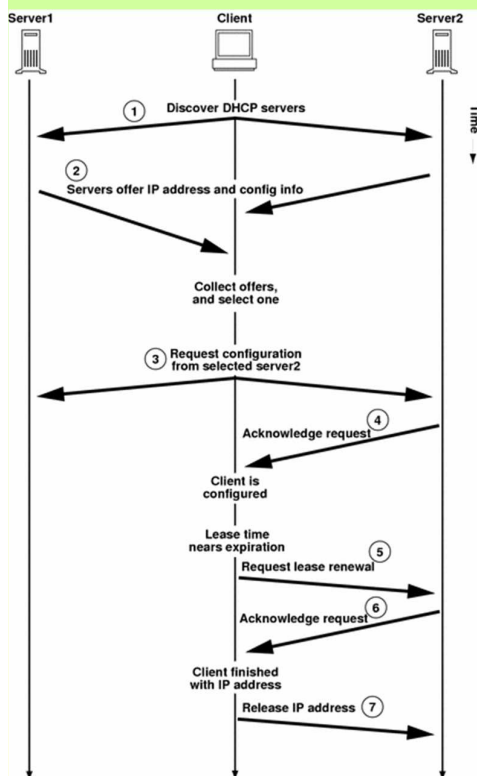 Server1
Client
Server2
1
Discover DHCP servers
Time
2
Servers offer IP address and config info
Collect offers,
and select one
3
Request configuration
from selected server2
4
Acknowledge request
Client is
configured
Lease time
nears expiration
5
Request lease renewal
6
Acknowledge request
Client finished
with IP address
Release IP address
7